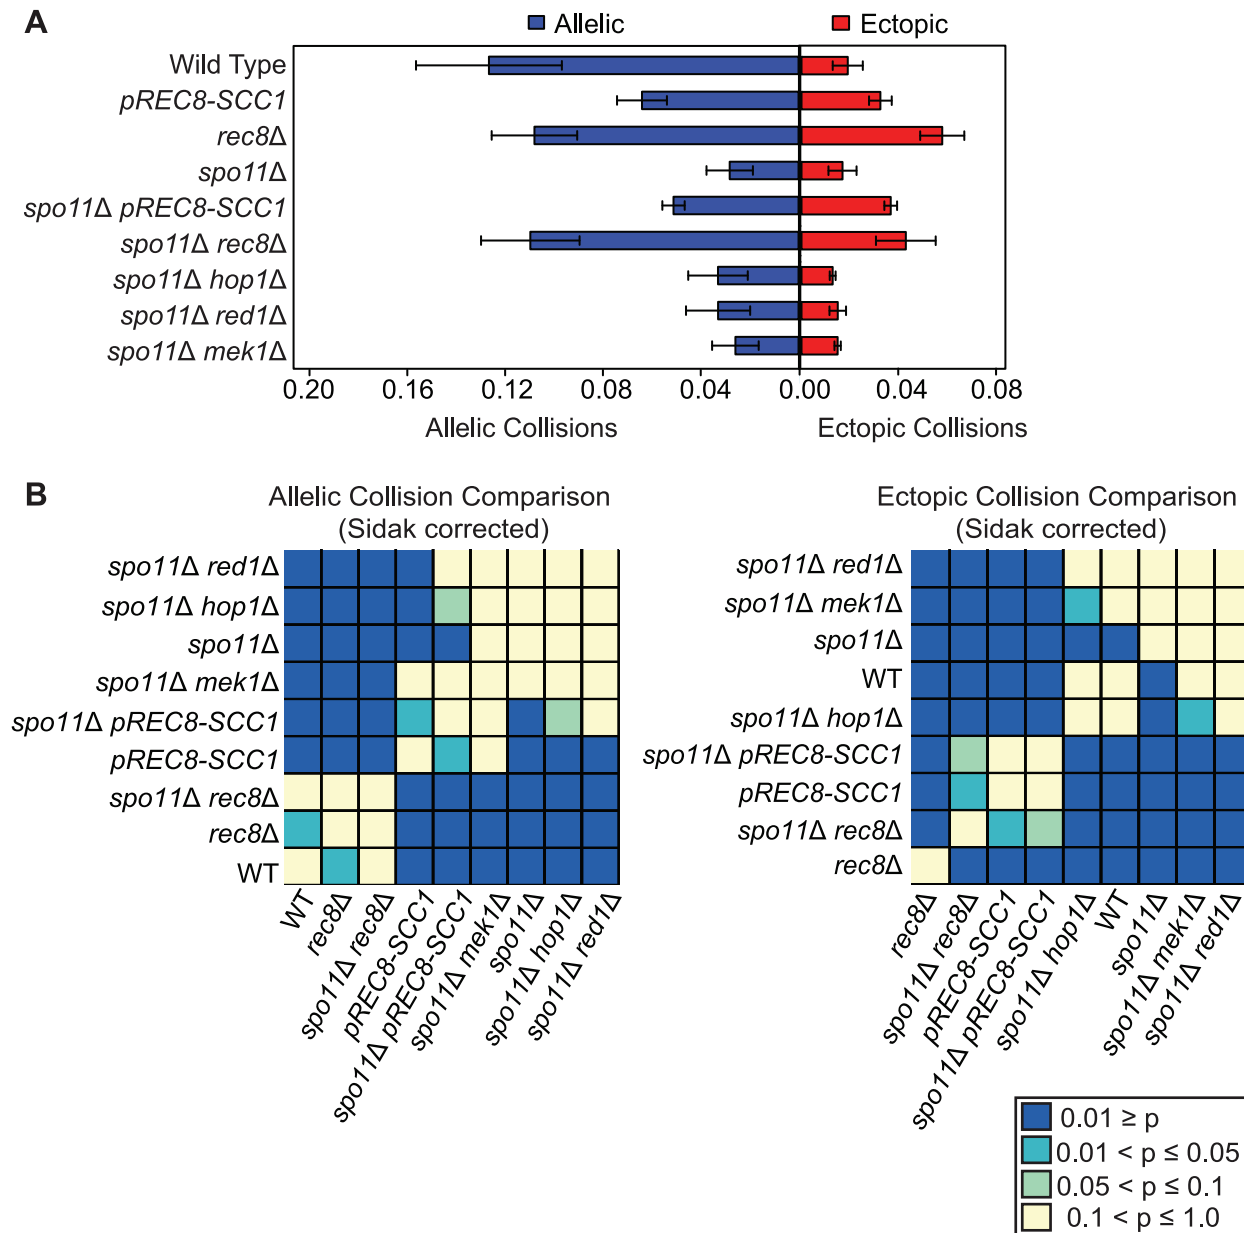 A
Allelic
Ectopic
Wild Type
pREC8-SCC1
rec8Δ
spo11Δ
spo11Δ pREC8-SCC1
spo11Δ rec8Δ
spo11Δ hop1Δ
spo11Δ red1Δ
spo11Δ mek1Δ
0.20 0.16 0.12 0.08 0.04 0.00 0.04 0.08
Allelic Collisions
Ectopic Collisions
B
Allelic Collision Comparison
(Sidak corrected)
spo11Δ red1Δ
spo11Δ hop1Δ
spo11Δ
spo11Δ mek1Δ
spo11Δ pREC8-SCC1
pREC8-SCC1
spo11Δ rec8Δ
rec8Δ
WT
WT
rec8Δ
spo11Δ rec8Δ
pREC8-SCC1
spo11Δ pREC8-SCC1
spo11Δ mek1Δ
spo11Δ
spo11Δ hop1Δ
spo11Δ red1Δ
Ectopic Collision Comparison
(Sidak corrected)
spo11Δ red1Δ
spo11Δ mek1Δ
spo11Δ
WT
spo11Δ hop1Δ
spo11Δ pREC8-SCC1
pREC8-SCC1
spo11Δ rec8Δ
rec8Δ
rec8Δ
spo11Δ rec8Δ
pREC8-SCC1
spo11Δ pREC8-SCC1
spo11Δ hop1Δ
WT
spo11Δ
spo11Δ mek1Δ
spo11Δ red1Δ
0.01 ≥ p
0.01 < p ≤ 0.05
0.05 < p ≤ 0.1
0.1 < p ≤ 1.0